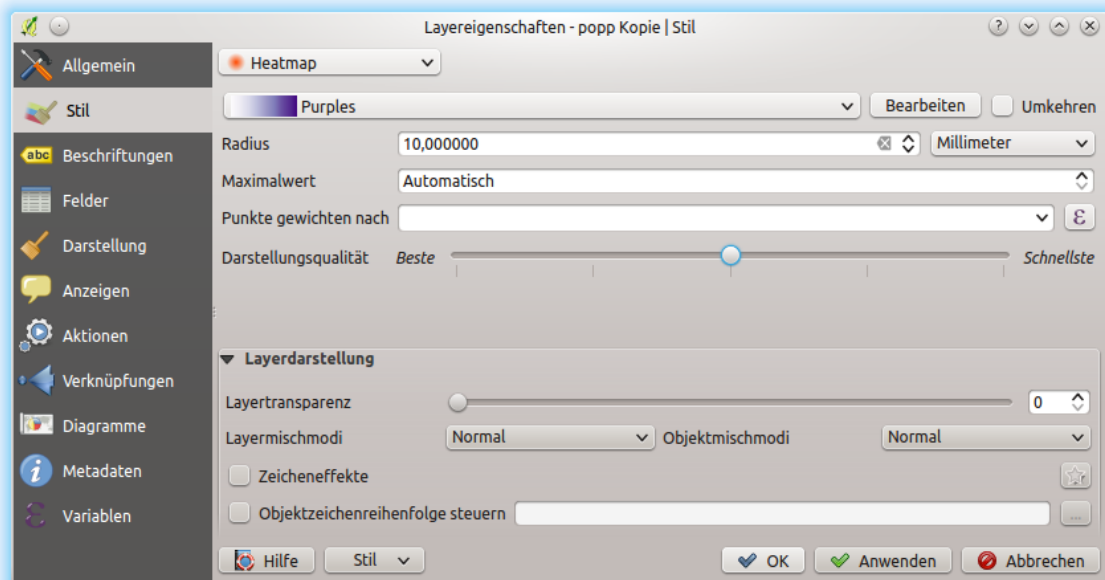 Layereigenschaften - popp Kopie | Stil
Allgemein
Stil
abc Beschriftungen
Felder
Darstellung
Anzeigen
Aktionen
Verknüpfungen
Diagramme
Metadaten
Variablen
Heatmap
Purples
Bearbeiten
Umkehren
Radius
10,000000
Millimeter
Maximalwert
Automatisch
Punkte gewichten nach
ε
Darstellungsqualität
Beste
Schnellste
Layerdarstellung
Layertransparenz
0
Layermischmodi
Normal
Objektmischmodi
Normal
Zeicheneffekte
Objektzeichenreihenfolge steuern
...
Hilfe
Stil
OK
Anwenden
Abbrechen